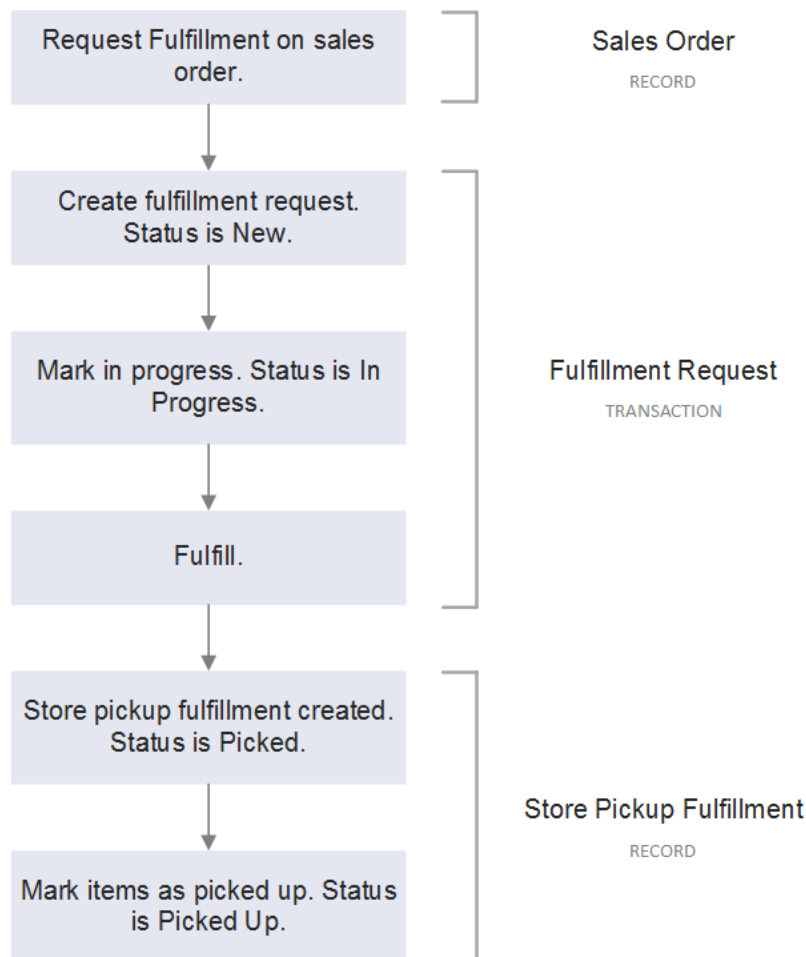 Request Fulfillment on sales
order.
Sales Order
RECORD
Create fulfillment request.
Status is New.
Mark in progress. Status is In
Progress.
Fulfillment Request
TRANSACTION
Fulfill.
Store pickup fulfillment created.
Status is Picked.
Store Pickup Fulfillment
RECORD
Mark items as picked up. Status
is Picked Up.